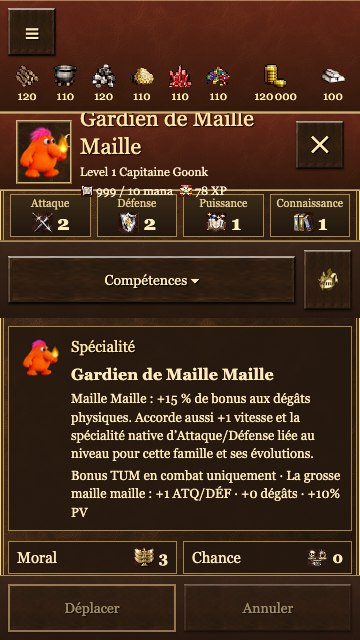 120 110 120 110 110 110 120 000 100
Gardien de Maille
Maille
Level 1 Capitaine Goonk
999 / 10 mana 78 XP
Attaque Défense Puissance Connaissance
2 2 1 1
Compétences
Spécialité
Gardien de Maille Maille
Maille Maille : +15 % de bonus aux dégâts
physiques. Accorde aussi +1 vitesse et la
spécialité native d'Attaque/Défense liée au
niveau pour cette famille et ses évolutions.
Bonus TUM en combat uniquement · La grosse
maille maille : +1 ATQ/DÉF · +0 dégâts · +10%
PV
Moral 3 Chance 0
Déplacer Annuler